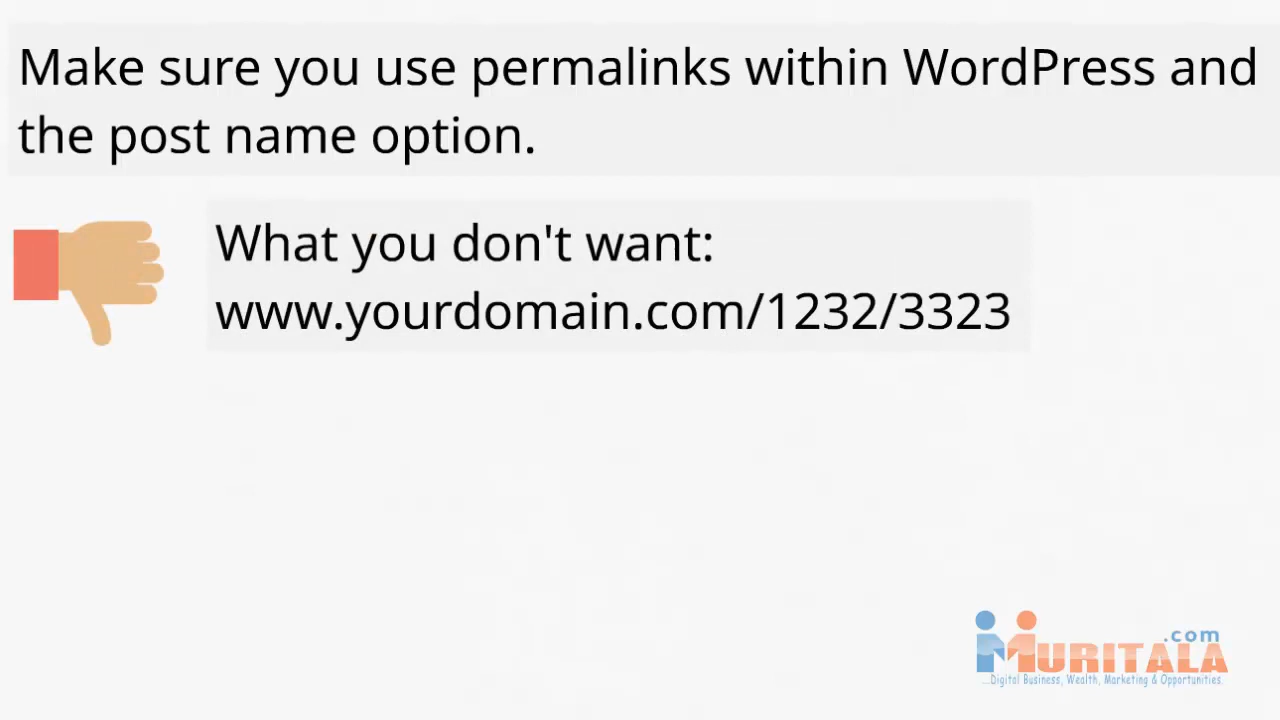 Make sure you use permalinks within WordPress and
the post name option.
What you don't want:
www.yourdomain.com/1232/3323
.com
MURITALA
...Digital Business, Wealth, Marketing & Opportunities